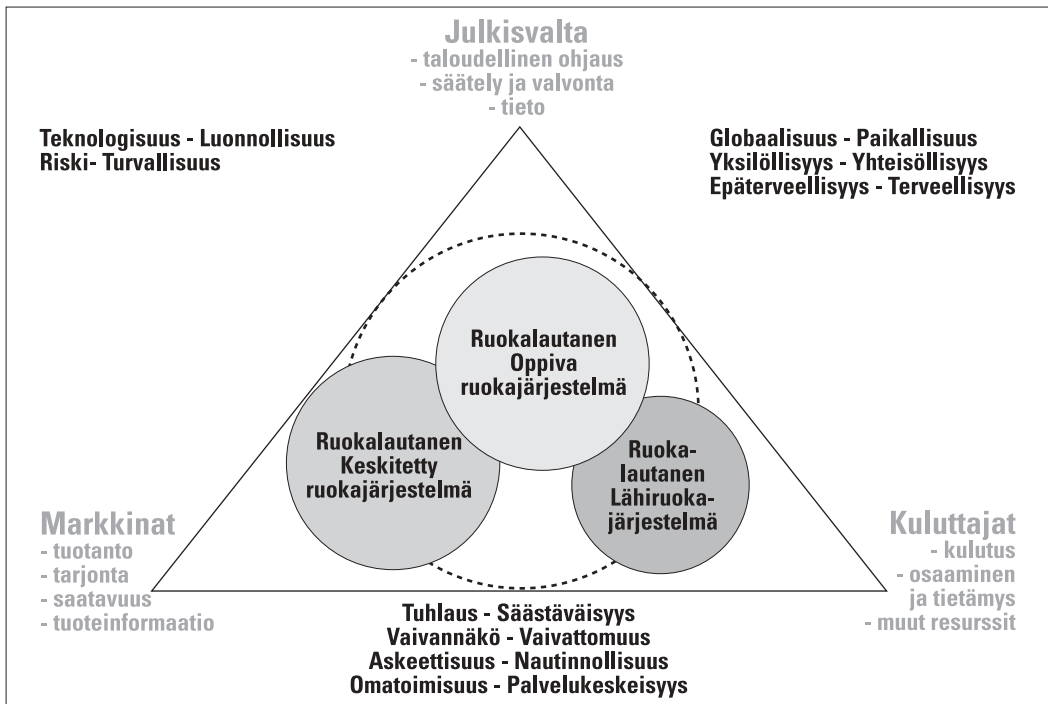 Julkisvalta
- taloudellinen ohjaus
- säätely ja valvonta
- tieto
Teknologisuus - Luonnollisuus
Riski- Turvallisuus
Globaalisuus - Paikallisuus
Yksilöllisyys - Yhteisöllisyys
Epäterveellisyys - Terveellisyys
Ruokalautanen
Oppiva
ruokajärjestelmä
Ruokalautanen
Keskitetty
ruokajärjestelmä
Ruoka-
lautanen
Lähiruoka-
järjestelmä
Markkinat
- tuotanto
- tarjonta
- saatavuus
- tuoteinformaatio
Kuluttajat
- kulutus
- osaaminen
ja tietämys
- muut resurssit
Tuhlaus - Säästäväisyys
Vaivannäkö - Vaivattomuus
Askeettisuus - Nautinnollisuus
Omatoimisuus - Palvelukeskeisyys